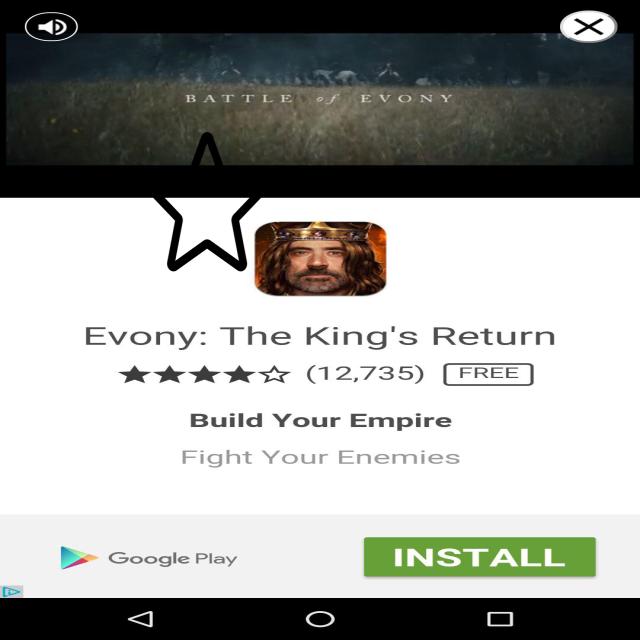 BATTLE of EVONY
Evony: The King's Return
(12,735) FREE
Build Your Empire
Fight Your Enemies
Google Play
INSTALL